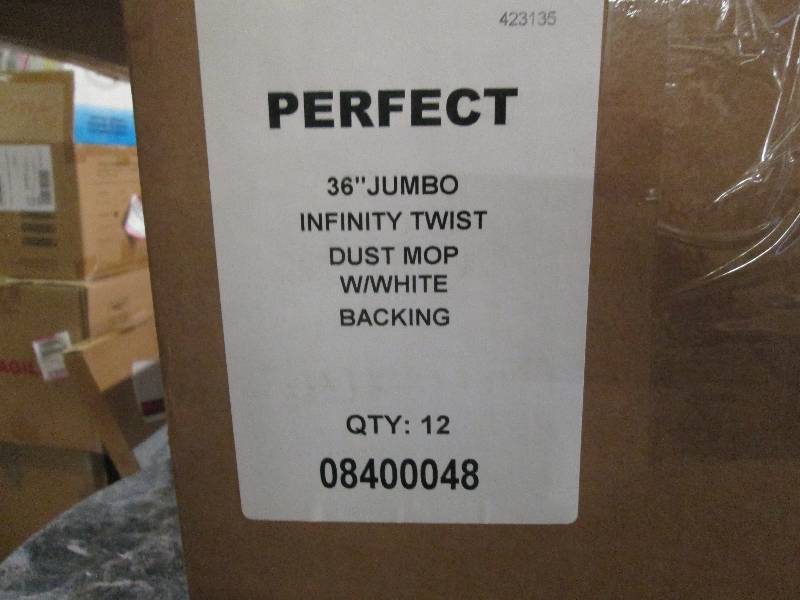 423135
PERFECT
36"JUMBO
INFINITY TWIST
DUST MOP
W/WHITE
BACKING
QTY: 12
08400048